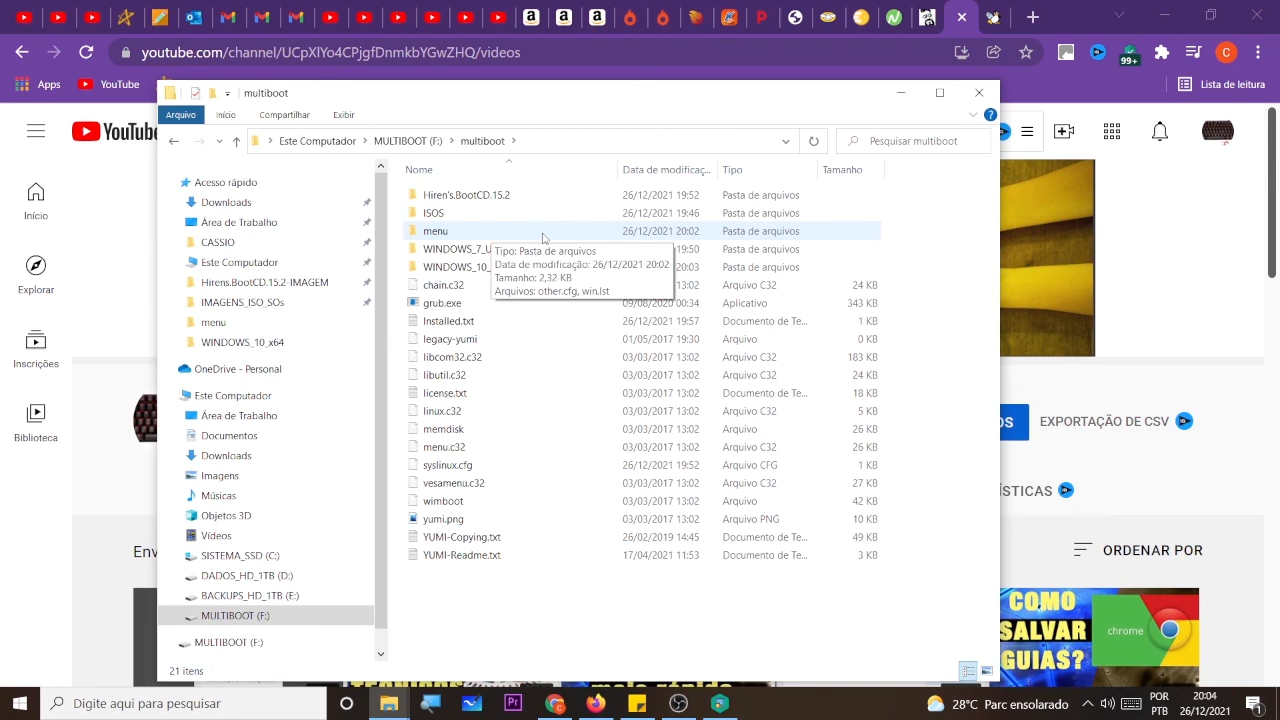 youtube.com/channel/UCpXIYo4CPjgfDnmkbYGwZHQ/videos
99+
C
Apps
YouTube
Lista de leitura
multiboot
Arquivo
Início
Compartilhar
Exibir
Este Computador > MULTIBOOT (F:) > multiboot >
Pesquisar multiboot
Nome
Data de modificaç...
Tipo
Tamanho
Acesso rápido
Downloads
Área de Trabalho
CASSIO
Este Computador
Hirens.BootCD.15.2-IMAGEM
IMAGENS_ISO_SOs
menu
WINDOWS_10_x64
OneDrive - Personal
Este Computador
Área de Trabalho
Documentos
Downloads
Imagens
Músicas
Objetos 3D
Vídeos
SISTEMA_SSD (C:)
DADOS_HD_1TB (D:)
BACKUPS_HD_1TB (E:)
MULTIBOOT (F:)
MULTIBOOT (F:)
Hiren's.BootCD.15.2 26/12/2021 19:52 Pasta de arquivos
ISOS 26/12/2021 19:46 Pasta de arquivos
menu 26/12/2021 20:02 Pasta de arquivos
WINDOWS_7_U 19:50 Pasta de arquivos
WINDOWS_10_ 20:03 Pasta de arquivos
chain.c32 13:02 Arquivo C32 24 KB
grub.exe 09/08/2020 00:34 Aplicativo 343 KB
Installed.txt 26/12/2021 19:57 Documento de Te... 1 KB
legacy-yumi 01/05/2017 19:30 Arquivo 0 KB
libcom32.c32 03/03/2017 13:02 Arquivo C32 183 KB
libutil.c32 03/03/2017 13:02 Arquivo C32 24 KB
license.txt 03/03/2017 13:02 Documento de Te... 18 KB
linux.c32 03/03/2017 13:02 Arquivo C32 5 KB
memdisk 03/03/2017 13:02 Arquivo 26 KB
menu.c32 03/03/2017 13:02 Arquivo C32 26 KB
syslinux.cfg 26/12/2021 19:52 Arquivo CFG 1 KB
vesamenu.c32 03/03/2017 13:02 Arquivo C32 27 KB
wimboot 03/03/2017 13:02 Arquivo 42 KB
yumi.png 03/03/2017 13:02 Arquivo PNG 10 KB
YUMI-Copying.txt 26/02/2019 14:45 Documento de Te... 49 KB
YUMI-Readme.txt 17/04/2021 11:53 Documento de Te... 3 KB
Tipo: Pasta de arquivos
Data de modificação: 26/12/2021 20:02
Tamanho: 2,32 KB
Arquivos: other.cfg, win.lst
21 itens
YouTube
Início
Explorar
Inscrições
Biblioteca
Env
OS
EXPORTAÇÃO DE CSV
ÍSTICAS
ORDENAR POR
COMO
SALVAR
GUIAS?
chrome
mais rápido
Digite aqui para pesquisar
28°C Parc ensolarado
POR
PTB
20:04
26/12/2021
1